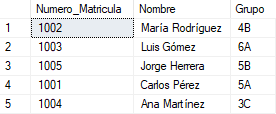 Numero_Matricula Nombre Grupo
1 1002 María Rodríguez 4B
2 1003 Luis Gómez 6A
3 1005 Jorge Herrera 5B
4 1001 Carlos Pérez 5A
5 1004 Ana Martínez 3C